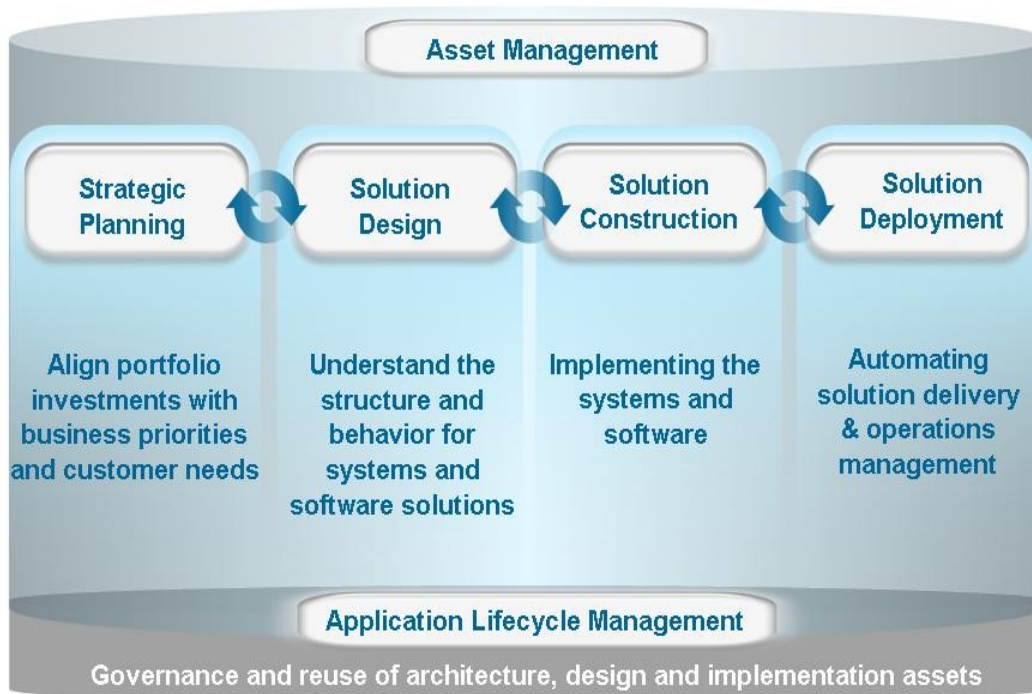 Asset Management
Strategic
Planning
Solution
Design
Solution
Construction
Solution
Deployment
Align portfolio
investments with
business priorities
and customer needs
Understand the
structure and
behavior for
systems and
software solutions
Implementing the
systems and
software
Automating
solution delivery
& operations
management
Application Lifecycle Management
Governance and reuse of architecture, design and implementation assets